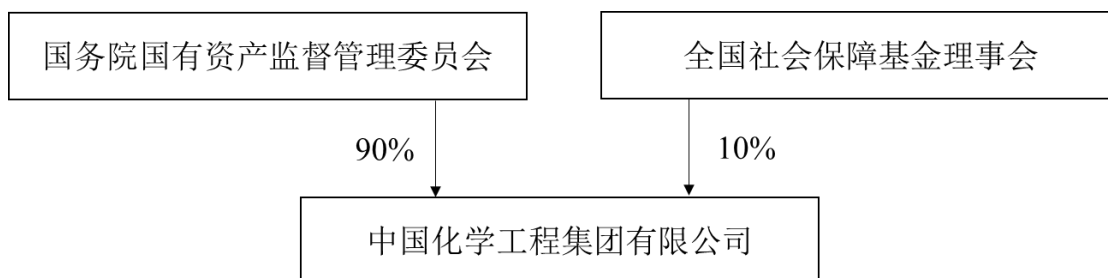 国务院国有资产监督管理委员会
全国社会保障基金理事会
90%
10%
中国化学工程集团有限公司